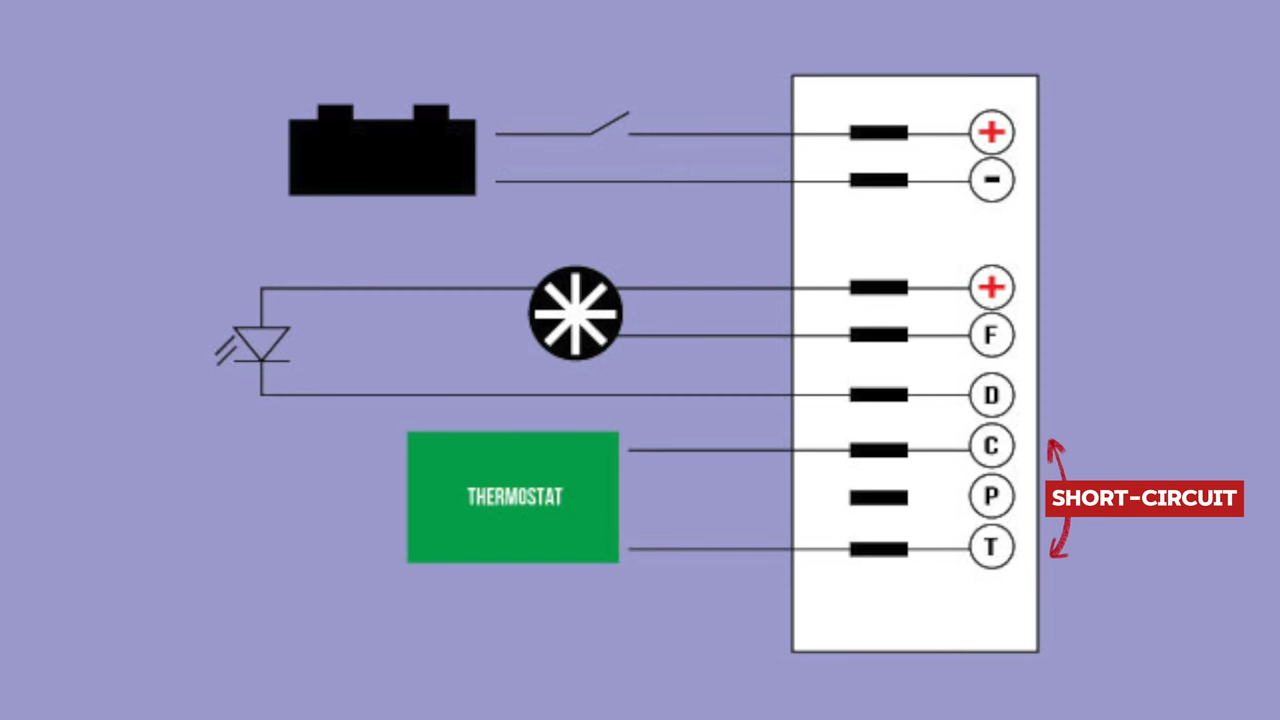 +
-
+
F
D
C
THERMOSTAT
P
SHORT-CIRCUIT
T